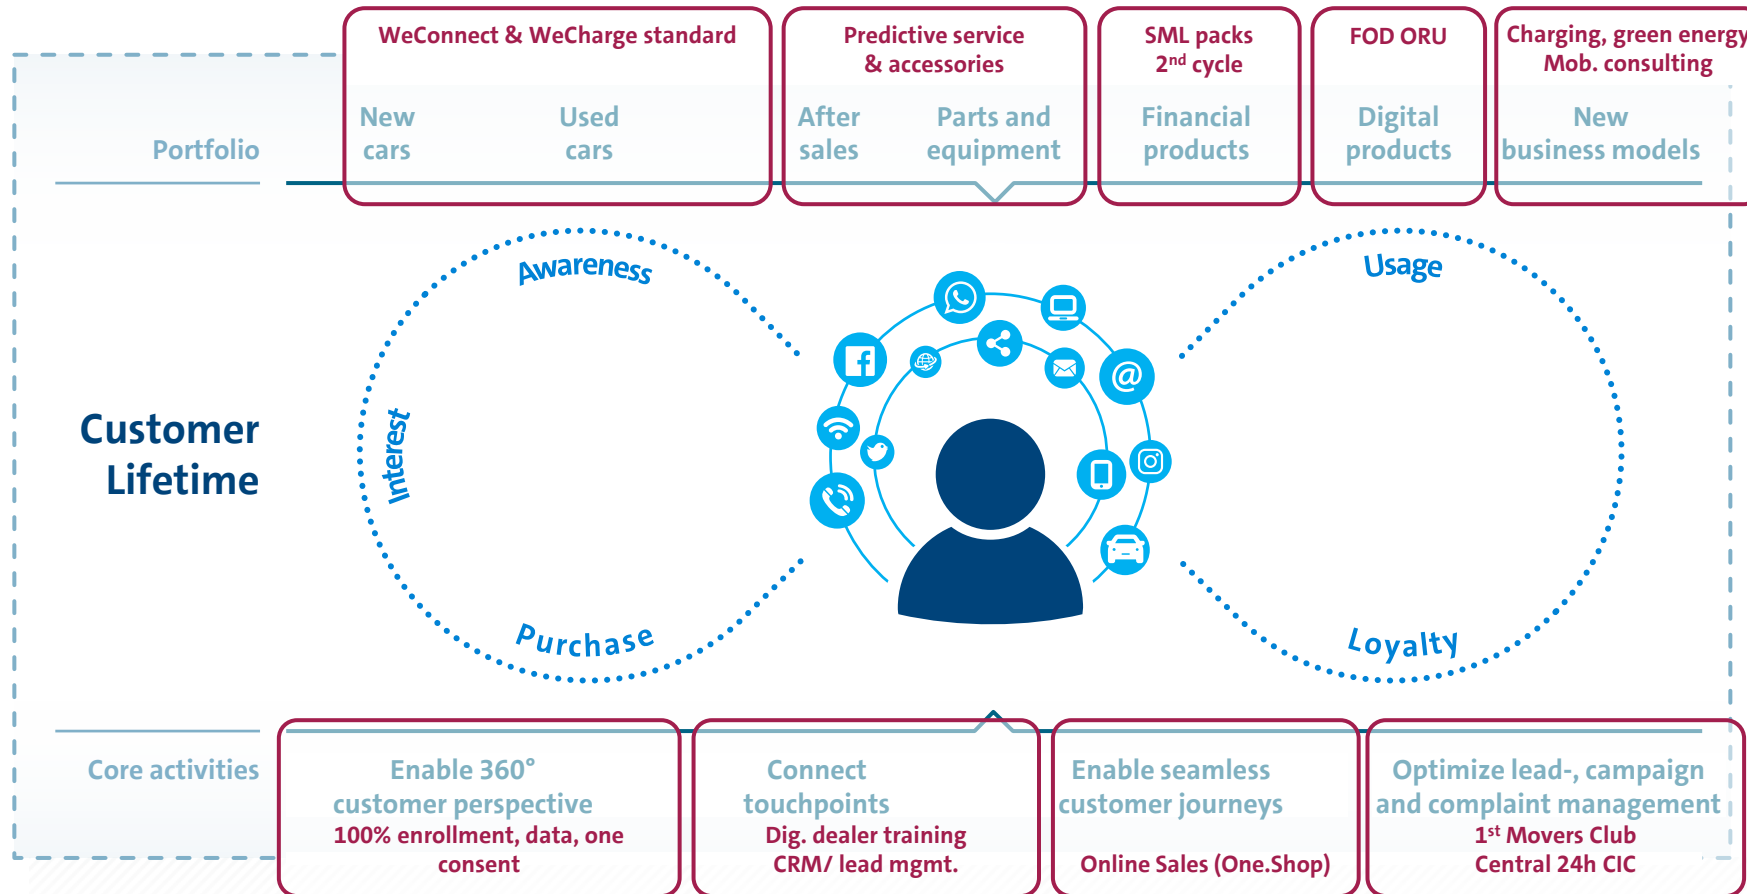 WeConnect & WeCharge standard
New
cars
Used
cars
Predictive service
& accessories
After
sales
Parts and
equipment
SML packs
2nd cycle
Financial
products
FOD ORU
Digital
products
Charging, green energy
Mob. consulting
New
business models
Portfolio
Awareness
Interest
Purchase
Usage
Loyalty
@
Customer
Lifetime
Core activities
Enable 360°
customer perspective
100% enrollment, data, one
consent
Connect
touchpoints
Dig. dealer training
CRM/ lead mgmt.
Enable seamless
customer journeys
Online Sales (One.Shop)
Optimize lead-, campaign
and complaint management
1st Movers Club
Central 24h CIC